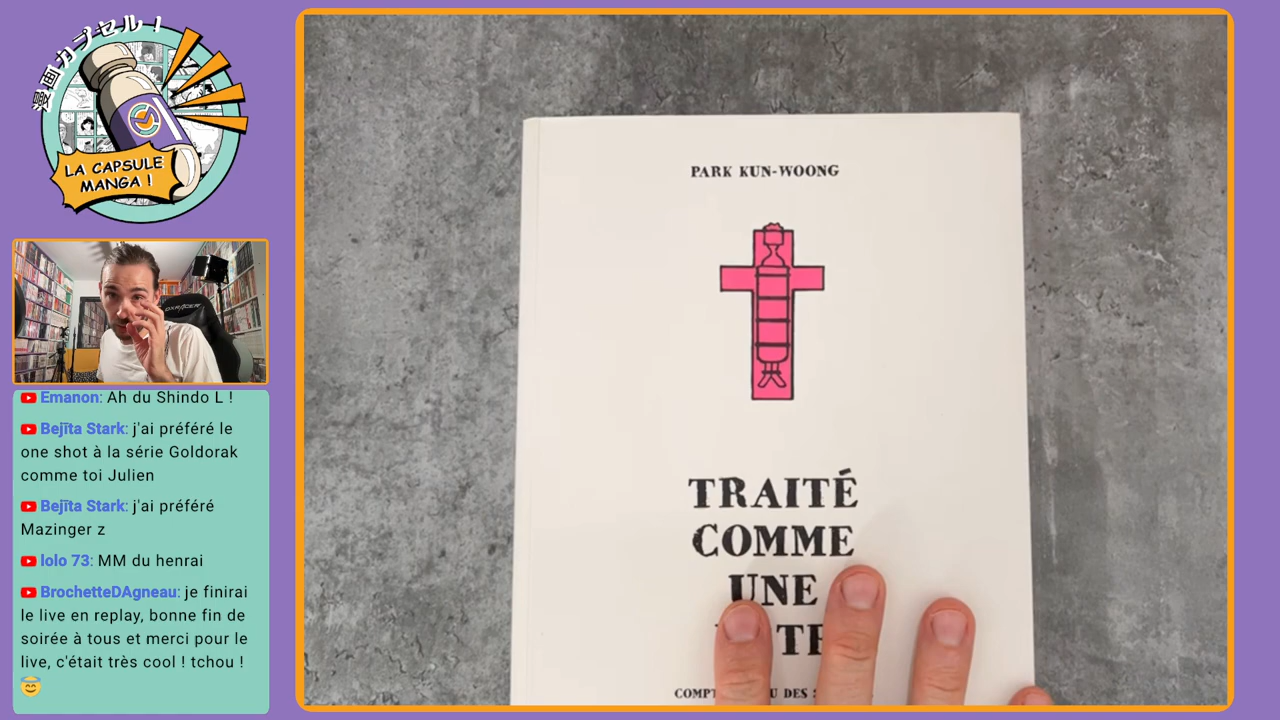 漫画カプセル！
LA CAPSULE
MANGA !
DXRACER
Emanon: Ah du Shindo L !
Bejīta Stark: j'ai préféré le
one shot à la série Goldorak
comme toi Julien
Bejīta Stark: j'ai préféré
Mazinger z
lolo 73: MM du henrai
BrochetteDAgneau: je finirai
le live en replay, bonne fin de
soirée à tous et merci pour le
live, c'était très cool ! tchou !
PARK KUN-WOONG
TRAITÉ
COMME
UNE
DES